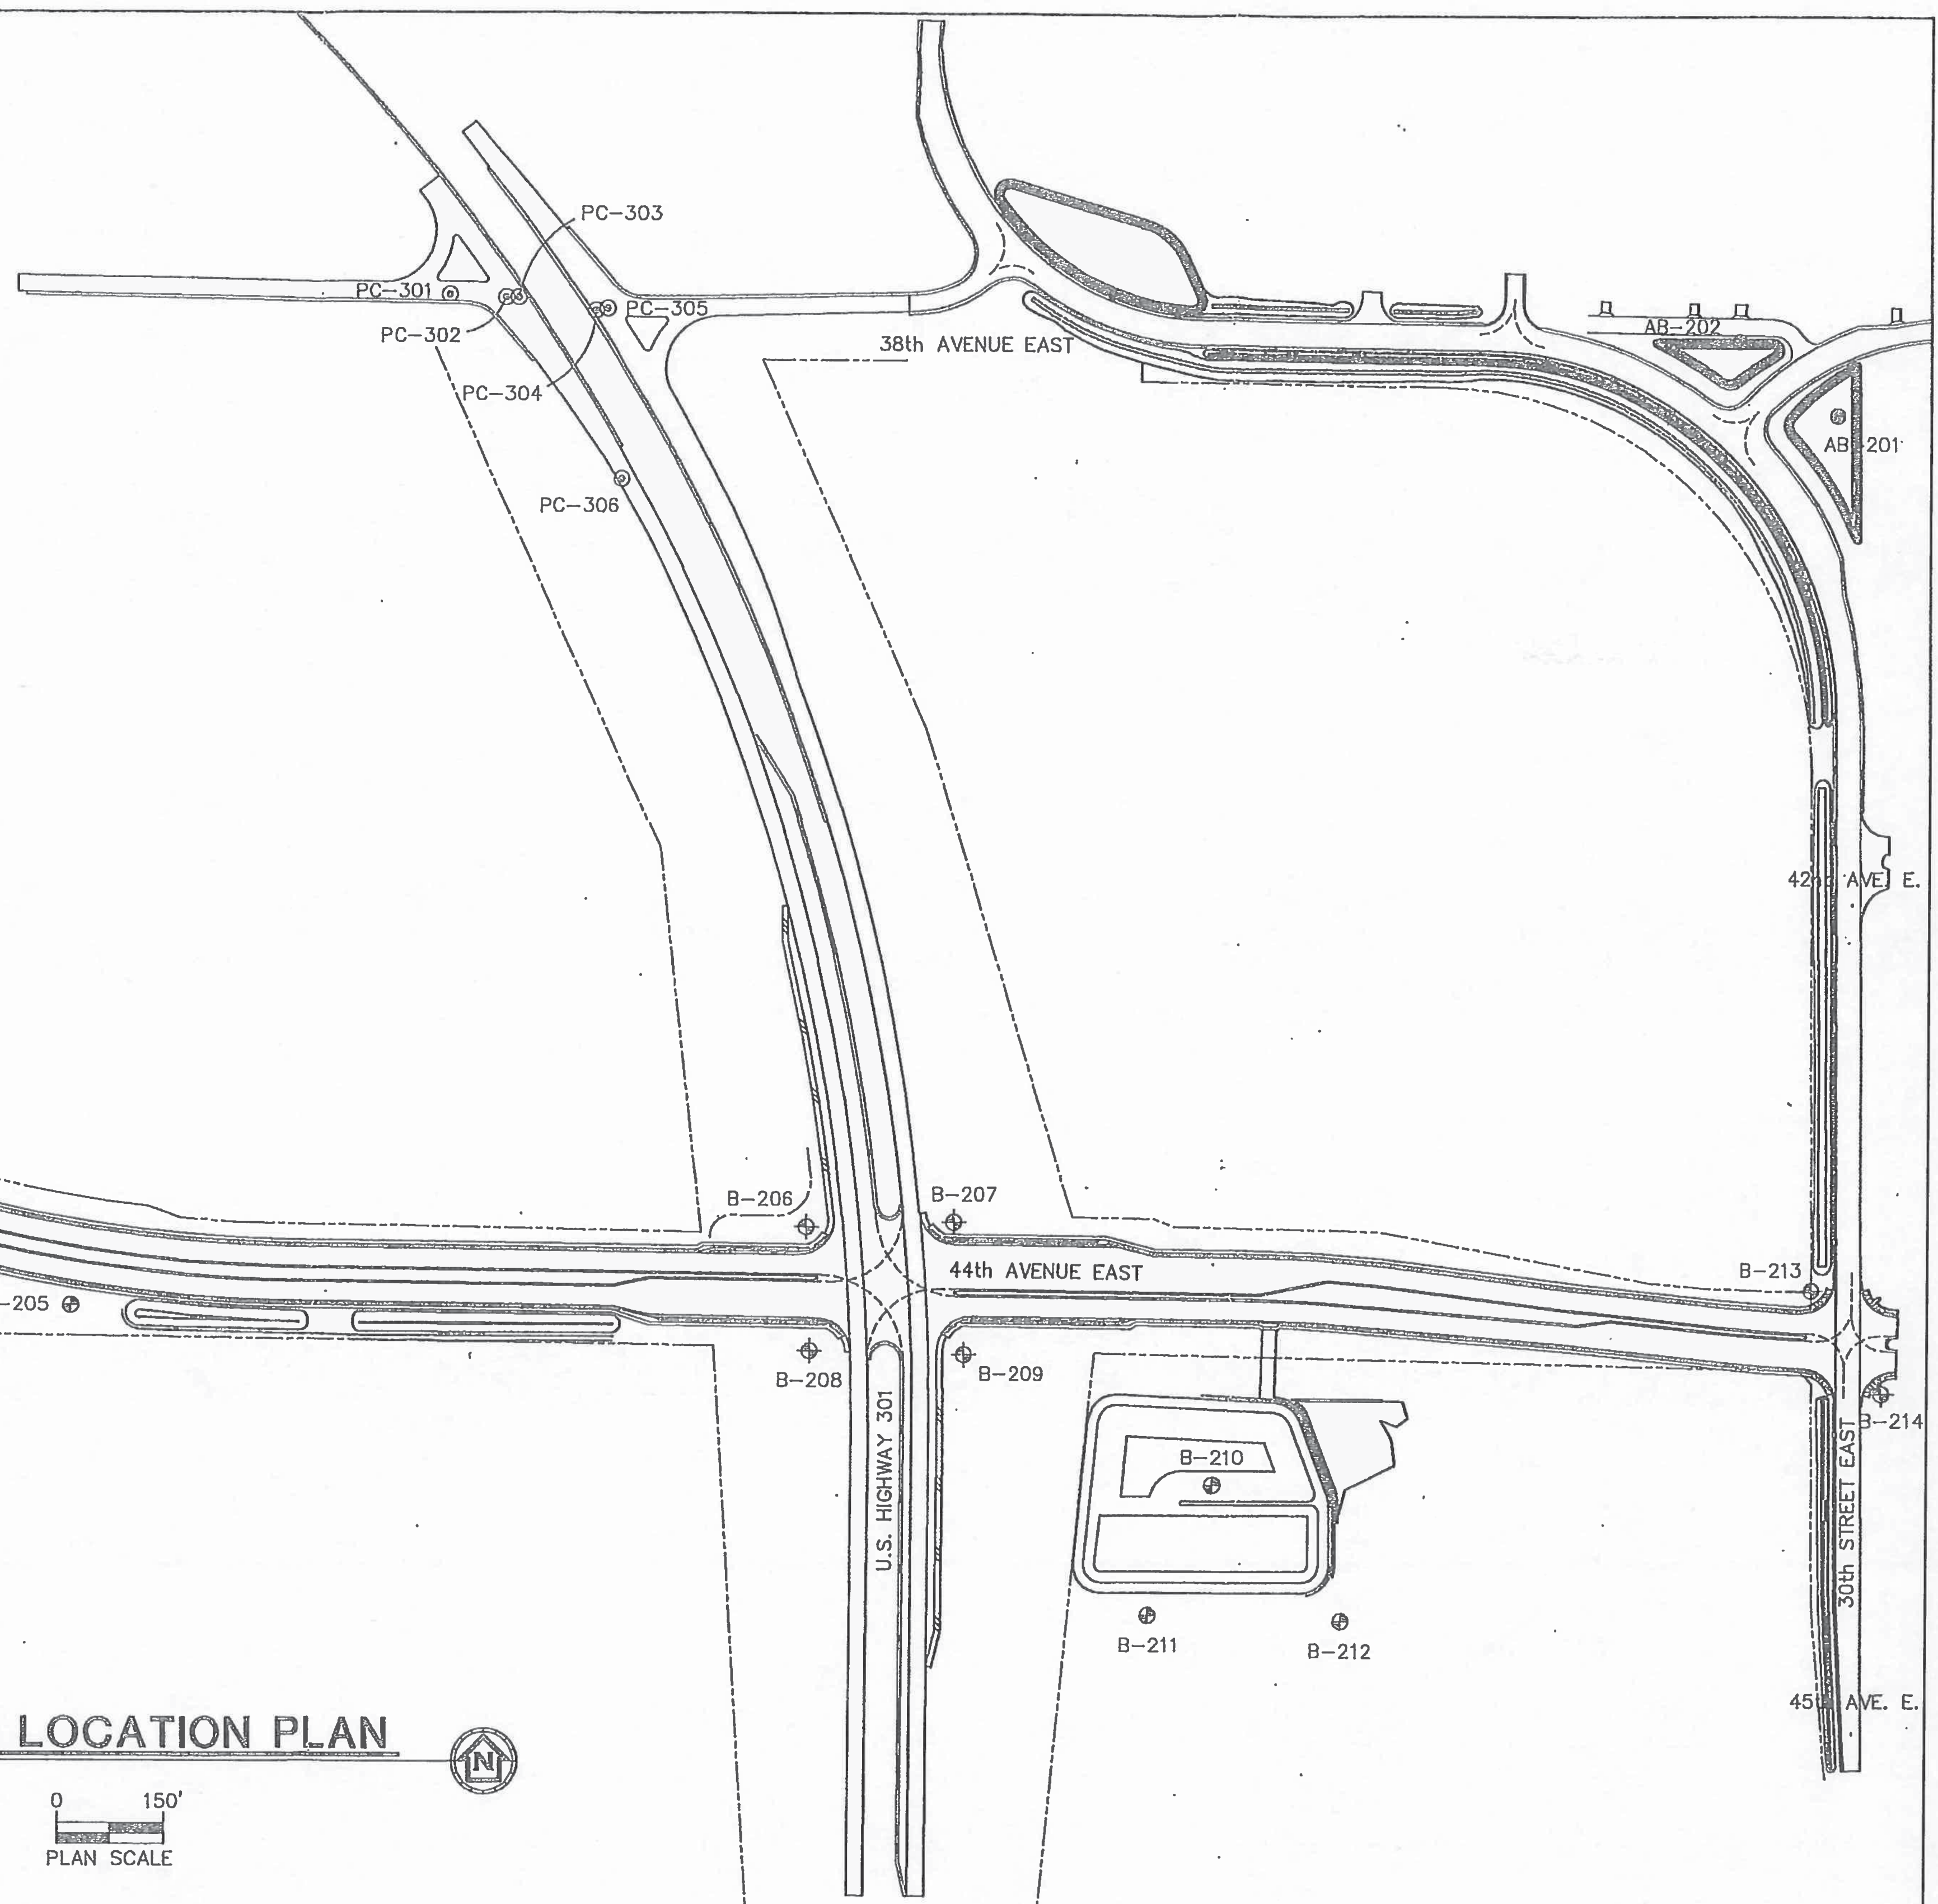 PC-303
PC-301
PC-305
PC-302
38th AVENUE EAST
AB-202
PC-304
AB-201
PC-306
42nd AVE. E.
B-206
B-207
44th AVENUE EAST
B-213
-205
B-208
B-209
U.S. HIGHWAY 301
B-214
B-210
30th STREET EAST
B-211
B-212
45th AVE. E.
LOCATION PLAN
N
0 150'
PLAN SCALE